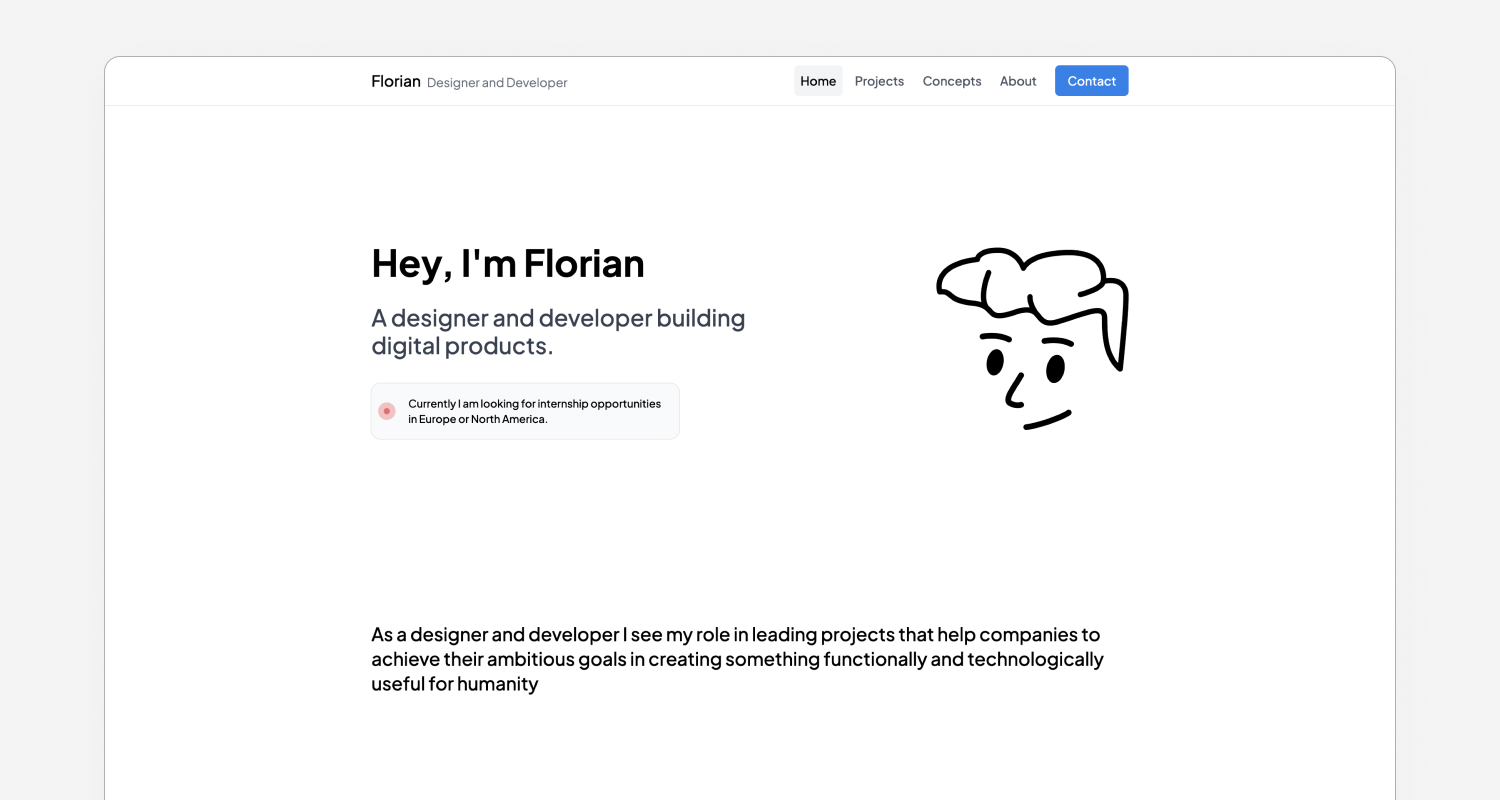 Florian Designer and Developer Home Projects Concepts About Contact
Hey, I'm Florian
A designer and developer building
digital products.
Currently I am looking for internship opportunities
in Europe or North America.
As a designer and developer I see my role in leading projects that help companies to
achieve their ambitious goals in creating something functionally and technologically
useful for humanity